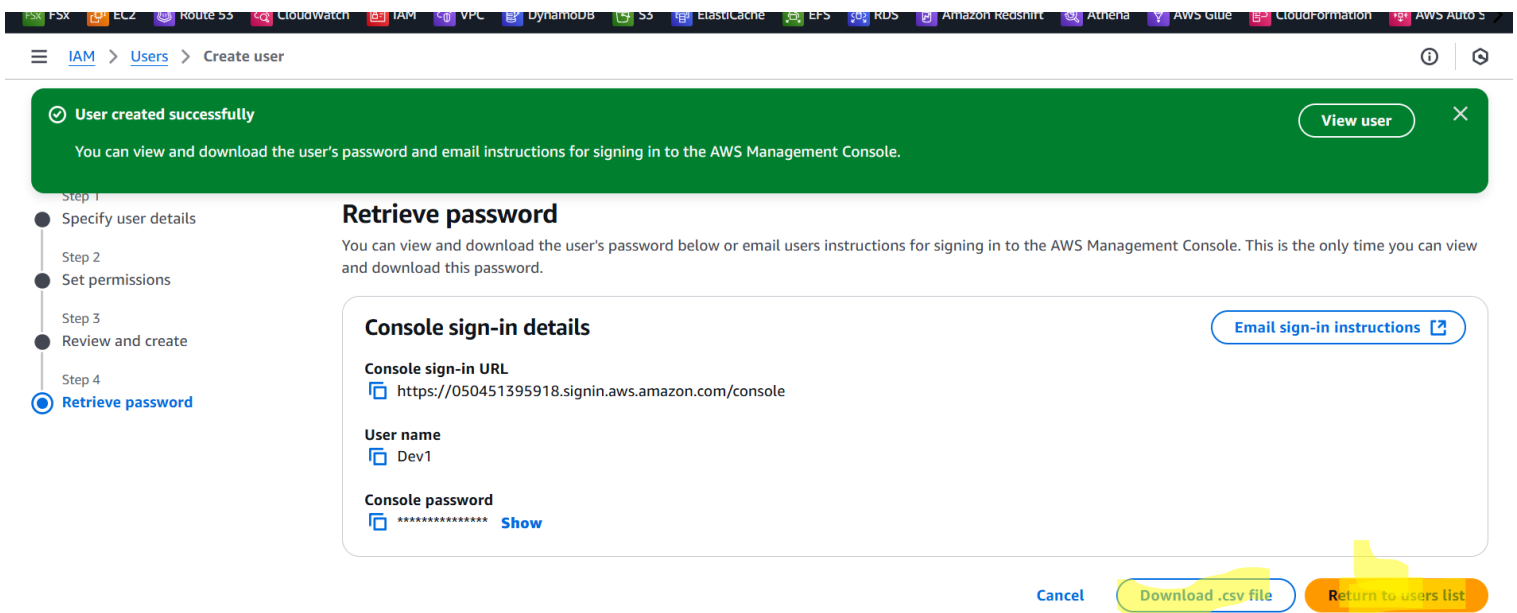 FSx FSx EC2 Route 53 CloudWatch IAM VPC DynamoDB S3 ElastiCache EFS RDS Amazon Redshift Athena AWS Glue CloudFormation AWS Auto S
IAM > Users > Create user
User created successfully
View user
You can view and download the user's password and email instructions for signing in to the AWS Management Console.
Step 1
Specify user details
Step 2
Set permissions
Step 3
Review and create
Step 4
Retrieve password
Retrieve password
You can view and download the user's password below or email users instructions for signing in to the AWS Management Console. This is the only time you can view
and download this password.
Console sign-in details
Email sign-in instructions
Console sign-in URL
https://050451395918.signin.aws.amazon.com/console
User name
Dev1
Console password
*************** Show
Cancel
Download .csv file
Return to users list